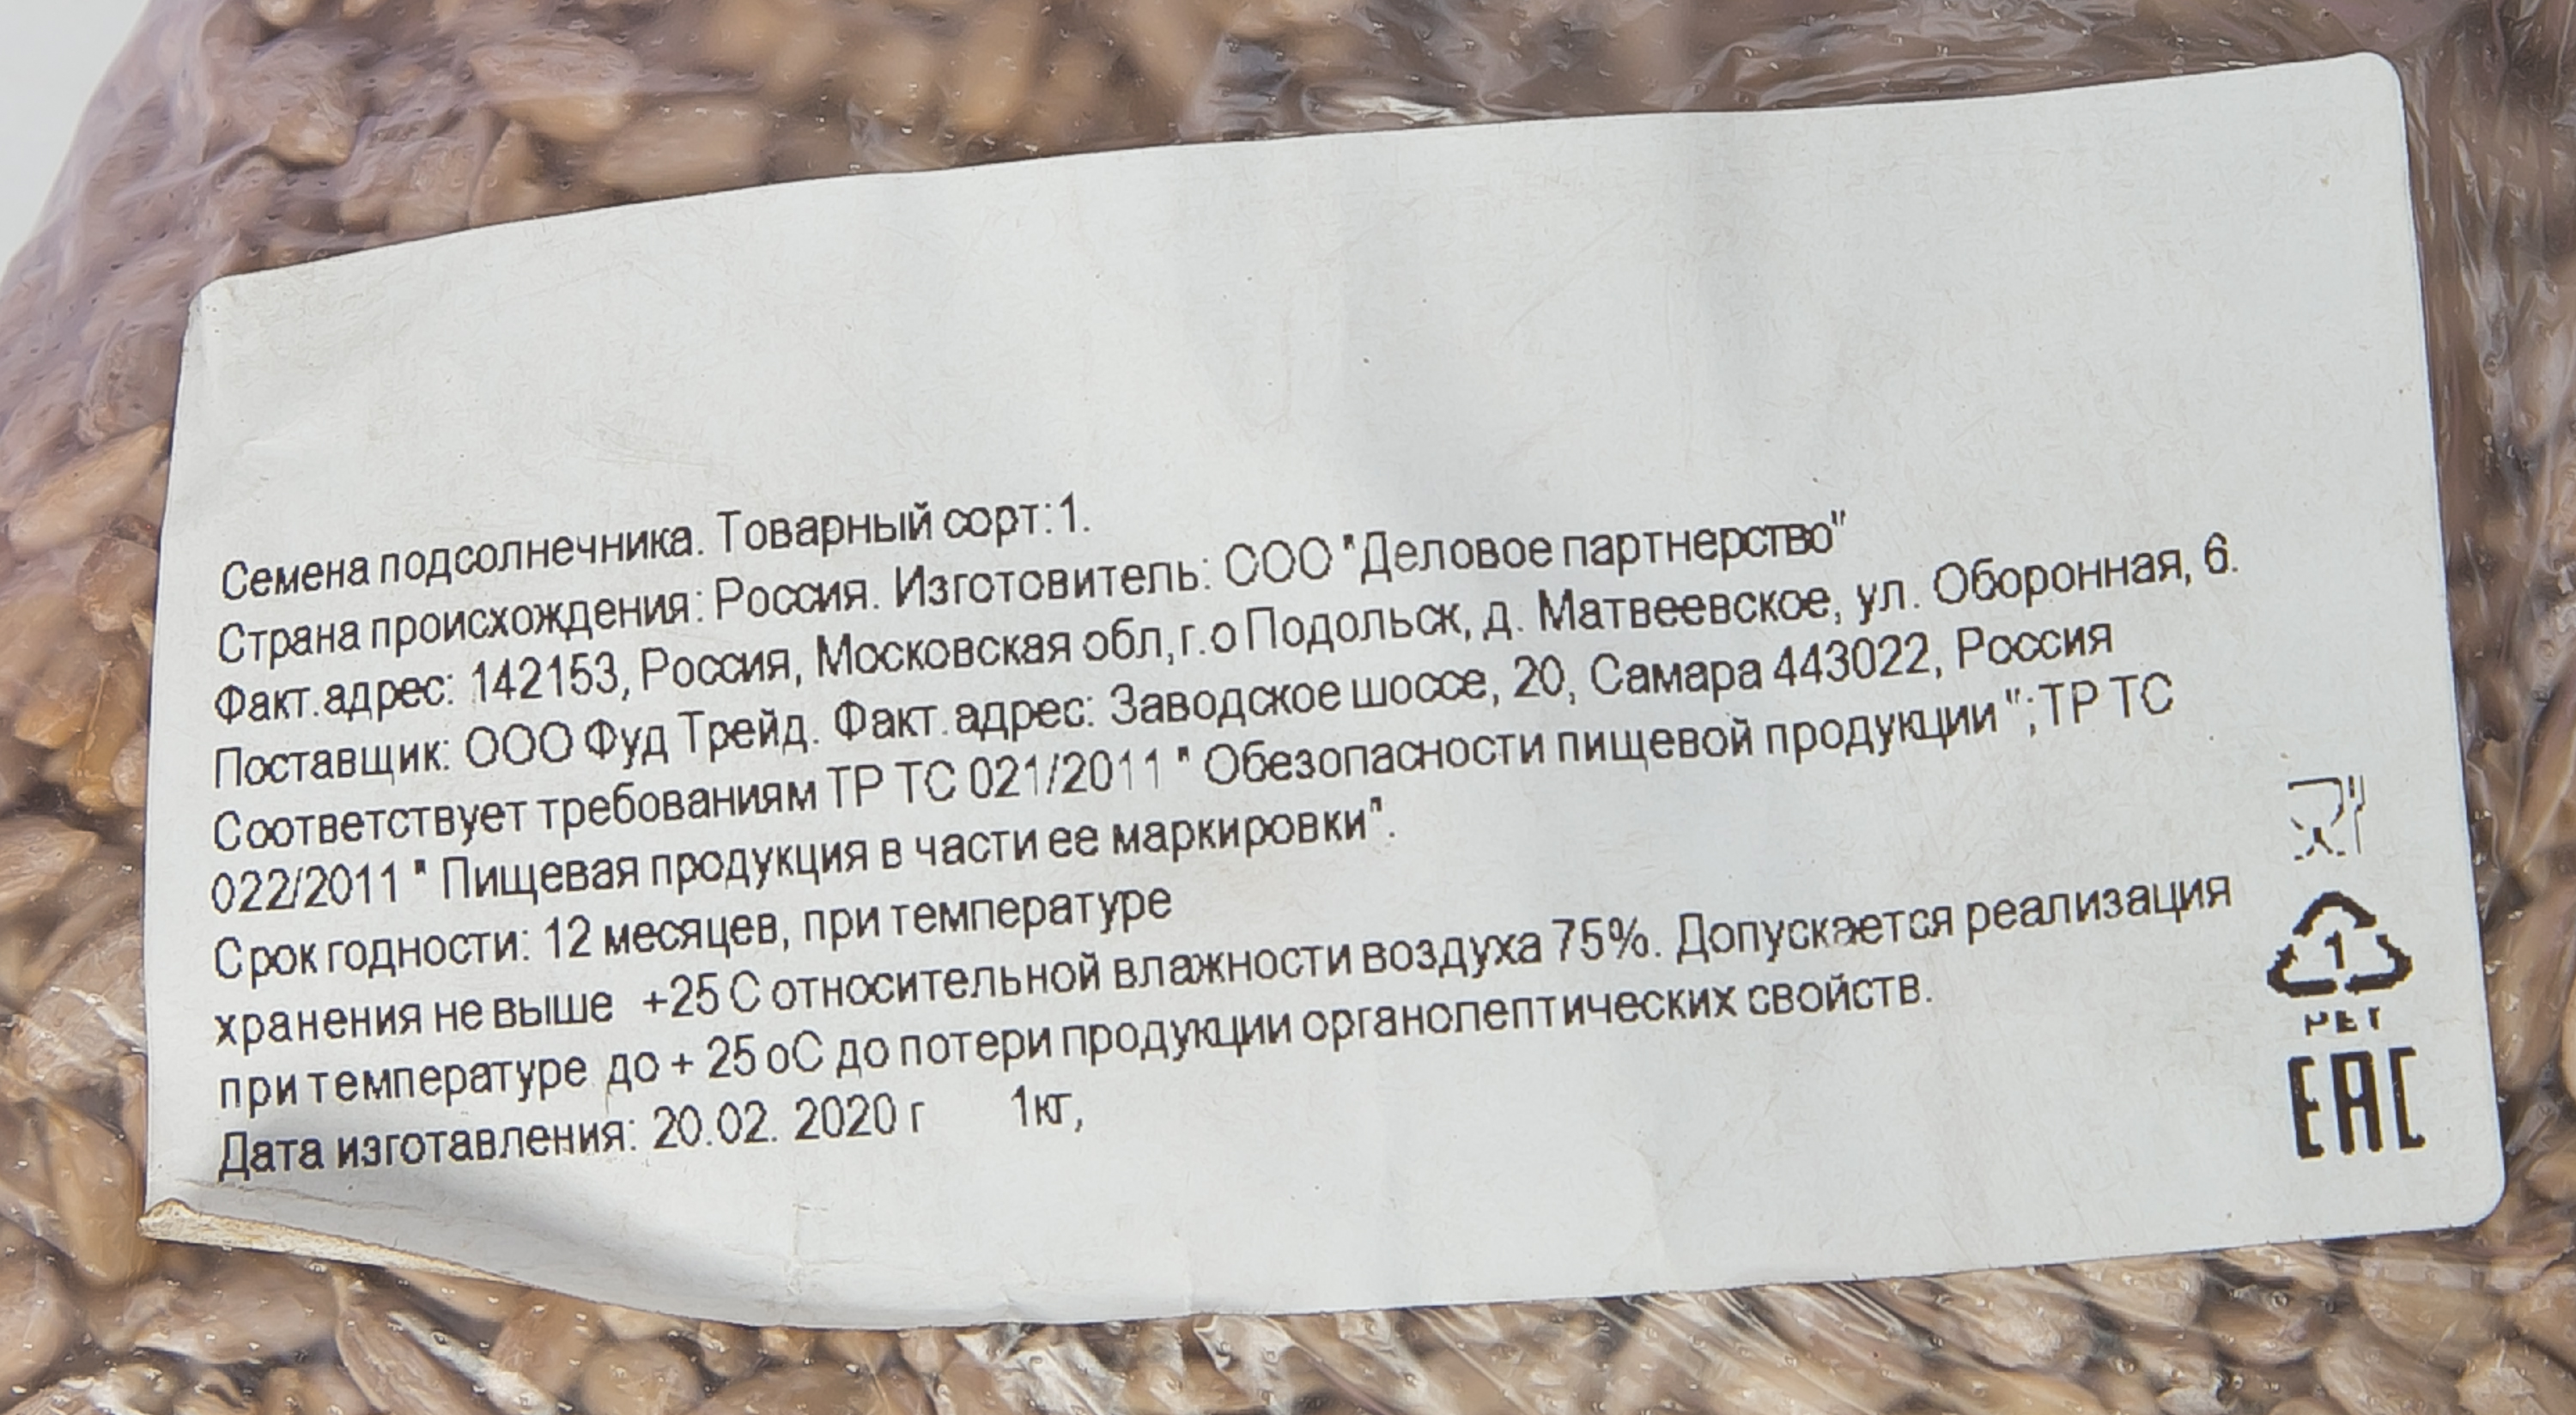 Семена подсолнечника. Товарный сорт: 1.
Страна происхождения: Россия. Изготовитель: СОО "Деловое партнерство"
Факт. адрес: 142153, Россия, Московская обл, г.о Подольск, д. Матвеевское, ул. Оборонная, 6.
Поставщик: ООО Фуд Трейд. Факт. адрес: Заводское шоссе, 20, Самара 443022, Россия
Соответствует требованиям ТР ТС 021/2011 " Обезопасности пищевой продукции "; ТР ТС
022/2011 " Пищевая продукция в части ее маркировки".
Срок годности: 12 месяцев, при температуре
хранения не выше +25 С относительной влажности воздуха 75%. Допускается реализация
при температуре до + 25 оС до потери продукции органолептических свойств.
Дата изготавления: 20.02. 2020 г 1кг,
1
PET
EAC